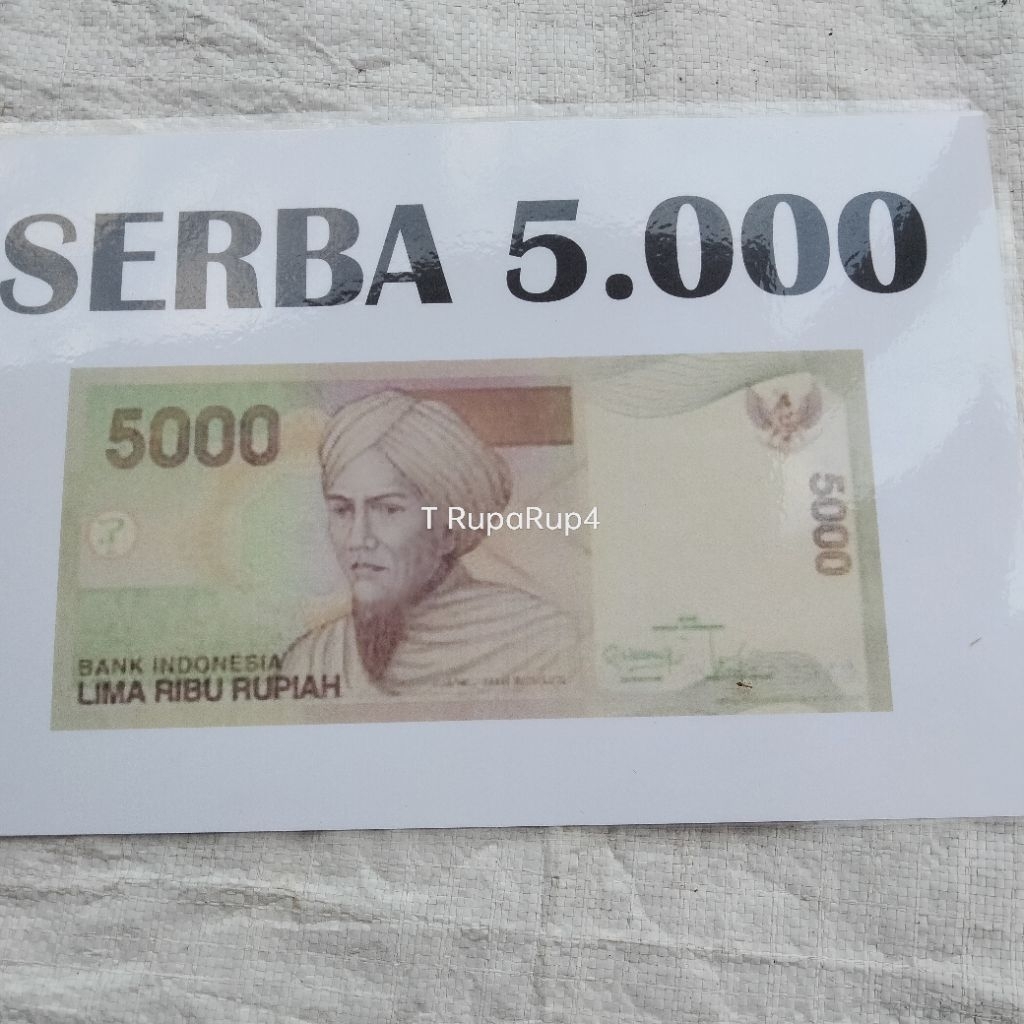 SERBA 5.000
5000
T RupaRup4
5000
BANK INDONESIA
LIMA RIBU RUPIAH